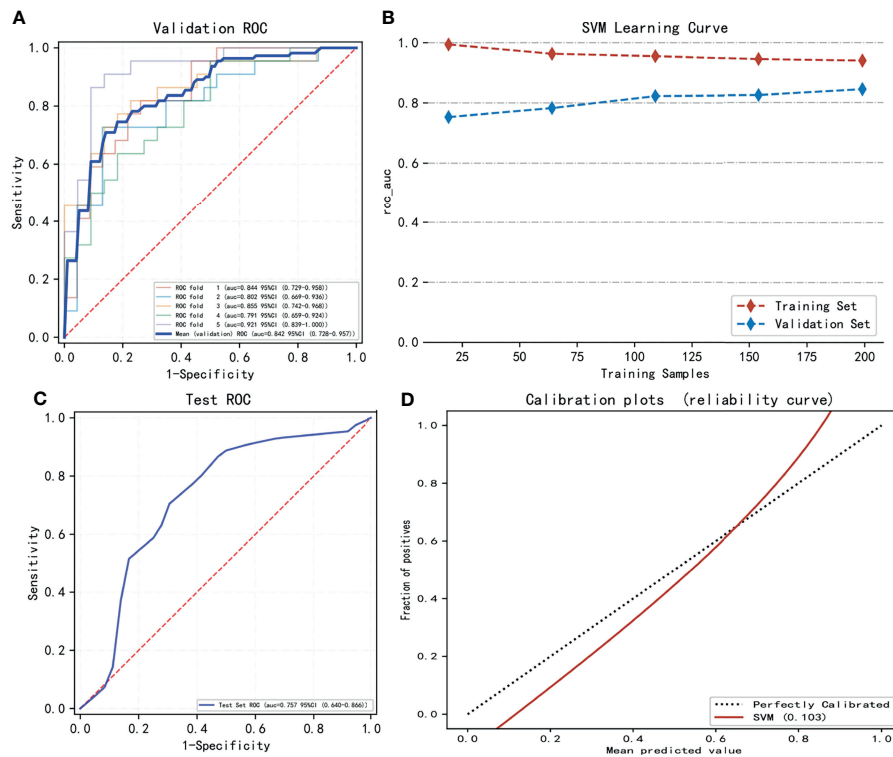 A
Validation ROC
1.0
0.8
0.6
0.4
0.2
0.0
Sensitivity
ROC fold 1 (auc=0.844 95%CI (0.729-0.958))
ROC fold 2 (auc=0.802 95%CI (0.669-0.936))
ROC fold 3 (auc=0.855 95%CI (0.742-0.968))
ROC fold 4 (auc=0.791 95%CI (0.659-0.924))
ROC fold 5 (auc=0.921 95%CI (0.839-1.000))
Mean (validation) ROC (auc=0.842 95%CI (0.728-0.957))
0.0 0.2 0.4 0.6 0.8 1.0
1-Specificity
B
SVM Learning Curve
1.0
0.8
0.6
0.4
0.2
0.0
roc_auc
Training Set
Validation Set
25 50 75 100 125 150 175 200
Training Samples
C
Test ROC
1.0
0.8
0.6
0.4
0.2
0.0
Sensitivity
Test Set ROC (auc=0.757 95%CI (0.640-0.866))
0.0 0.2 0.4 0.6 0.8 1.0
1-Specificity
D
Calibration plots (reliability curve)
1.0
0.8
0.6
0.4
0.2
0.0
Fraction of positives
Perfectly Calibrated
SVM (0.103)
0.0 0.2 0.4 0.6 0.8 1.0
Mean predicted value